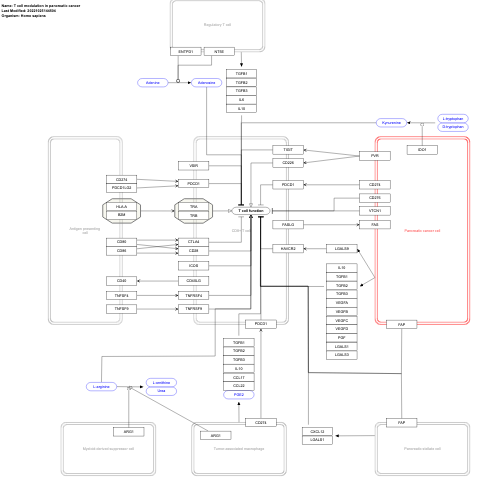 Name: T cell modulation in pancreatic cancer
Organism: Homo sapiens
Regulatory T cell
ENTPD1
NT5E
Adenine
Adenosine
TGFB1
TGFB2
TGFB3
IL6
IL10
Kynurenine
L-tryptophan
D-tryptophan
IDO1
TIGIT
CD226
PVR
VSIR
CD274
PDCD1LG2
PDCD1
PDCD1
CD274
CD276
VTCN1
HLA-A
B2M
TRA
TRB
T cell function
FASLG
FAS
Antigen presenting cell
CD8+ T cell
Pancreatic cancer cell
CD80
CD86
CTLA4
CD28
HAVCR2
LGALS9
ICOS
CD40
CD40LG
IL10
TGFB1
TGFB2
TGFB3
VEGFA
VEGFB
VEGFC
VEGFD
PGF
LGALS1
LGALS3
TNFSF4
TNFRSF4
TNFSF9
TNFRSF9
PDCD1
FAP
TGFB1
TGFB2
TGFB3
IL10
CCL17
CCL22
PGE2
L-arginine
L-ornithine
Urea
ARG1
ARG1
CD274
FAP
CXCL12
LGALS1
Myeloid-derived suppressor cell
Tumor-associated macrophage
Pancreatic stellate cell